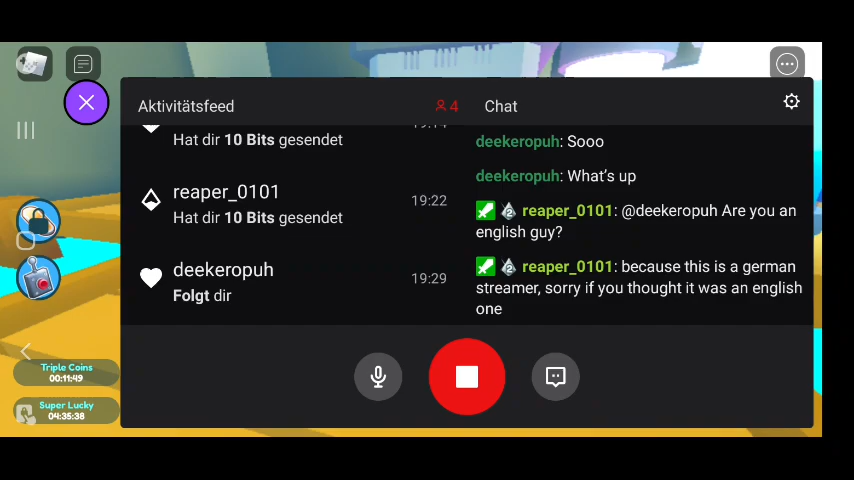 Aktivitätsfeed
4
Chat
Hat dir 10 Bits gesendet
reaper_0101
19:22
Hat dir 10 Bits gesendet
deekeropuh
19:29
Folgt dir
deekeropuh: Sooo
deekeropuh: What's up
2 reaper_0101: @deekeropuh Are you an
english guy?
2 reaper_0101: because this is a german
streamer, sorry if you thought it was an english
one
Triple Coins
00:11:49
Super Lucky
04:35:38